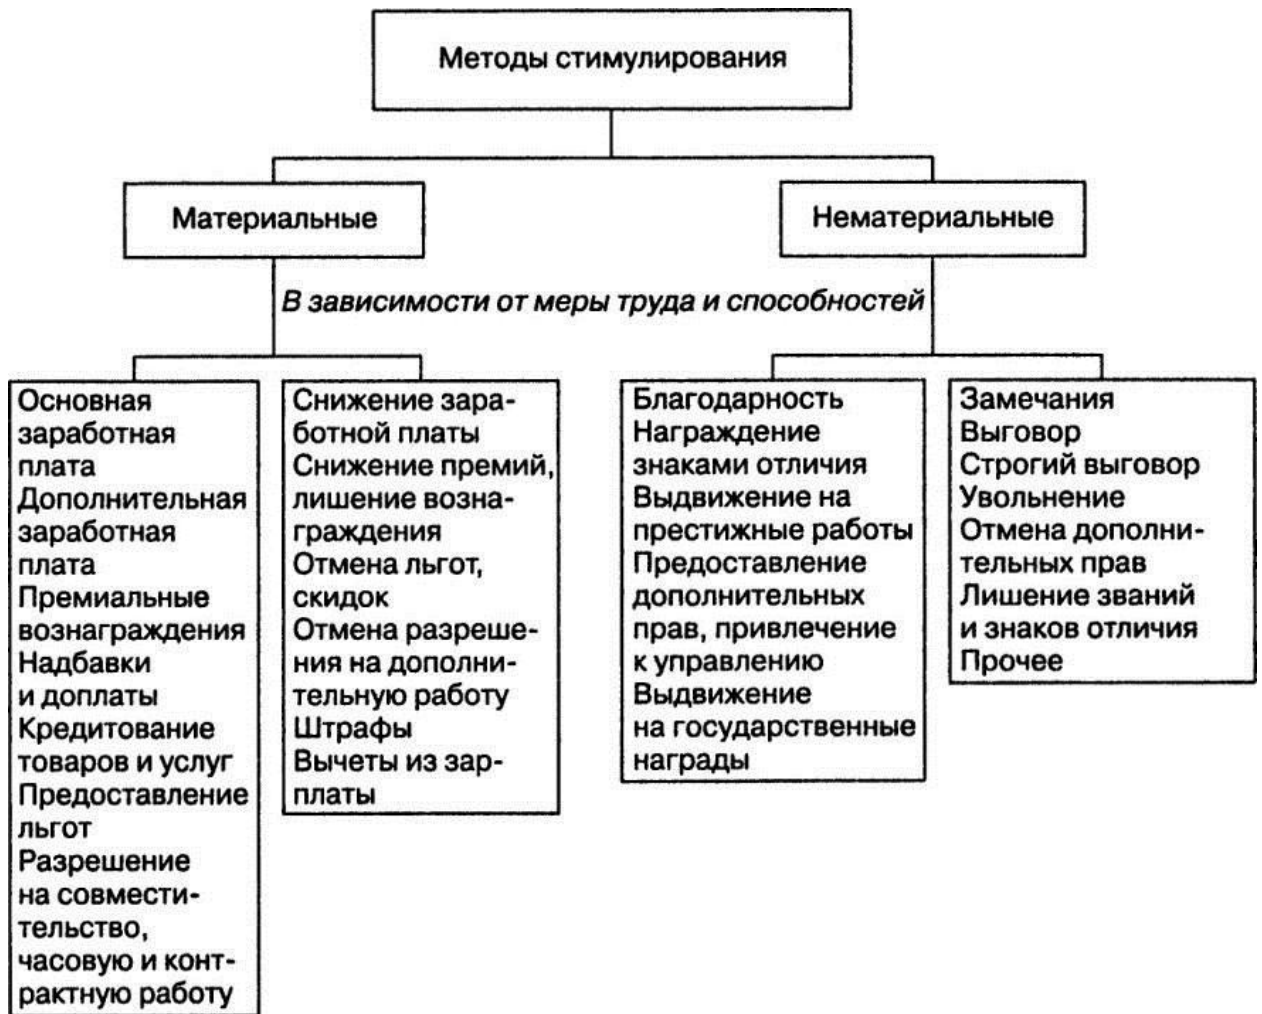 Методы стимулирования
Материальные
Нематериальные
В зависимости от меры труда и способностей
Основная
заработная
плата
Дополнительная
заработная
плата
Премиальные
вознаграждения
Надбавки
и доплаты
Кредитование
товаров и услуг
Предоставление
льгот
Разрешение
на совмести-
тельство,
часовую и конт-
рактную работу
Снижение зара-
ботной платы
Снижение премий,
лишение возна-
граждения
Отмена льгот,
скидок
Отмена разреше-
ния на дополни-
тельную работу
Штрафы
Вычеты из зар-
платы
Благодарность
Награждение
знаками отличия
Выдвижение на
престижные работы
Предоставление
дополнительных
прав, привлечение
к управлению
Выдвижение
на государственные
награды
Замечания
Выговор
Строгий выговор
Увольнение
Отмена дополни-
тельных прав
Лишение званий
и знаков отличия
Прочее